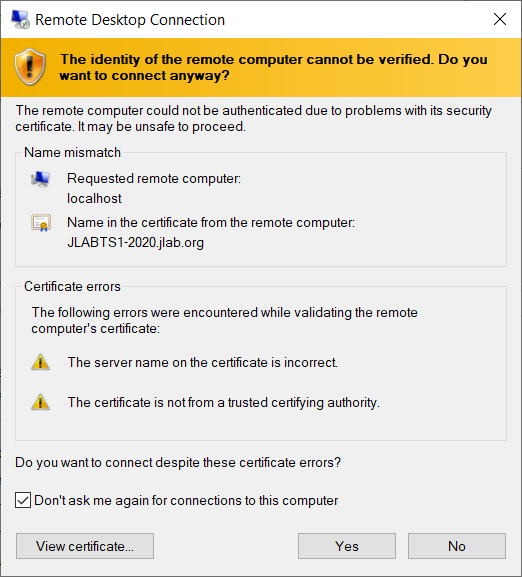 Remote Desktop Connection
The identity of the remote computer cannot be verified. Do you
want to connect anyway?
The remote computer could not be authenticated due to problems with its security
certificate. It may be unsafe to proceed.
Name mismatch
Requested remote computer:
localhost
Name in the certificate from the remote computer:
JLABTS1-2020.jlab.org
Certificate errors
The following errors were encountered while validating the remote
computer's certificate:
The server name on the certificate is incorrect.
The certificate is not from a trusted certifying authority.
Do you want to connect despite these certificate errors?
Don't ask me again for connections to this computer
View certificate...
Yes
No